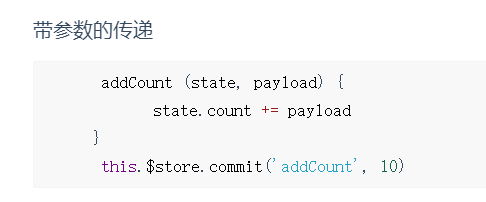 带参数的传递
addCount (state, payload) {
state.count += payload
}
this.$store.commit('addCount', 10)